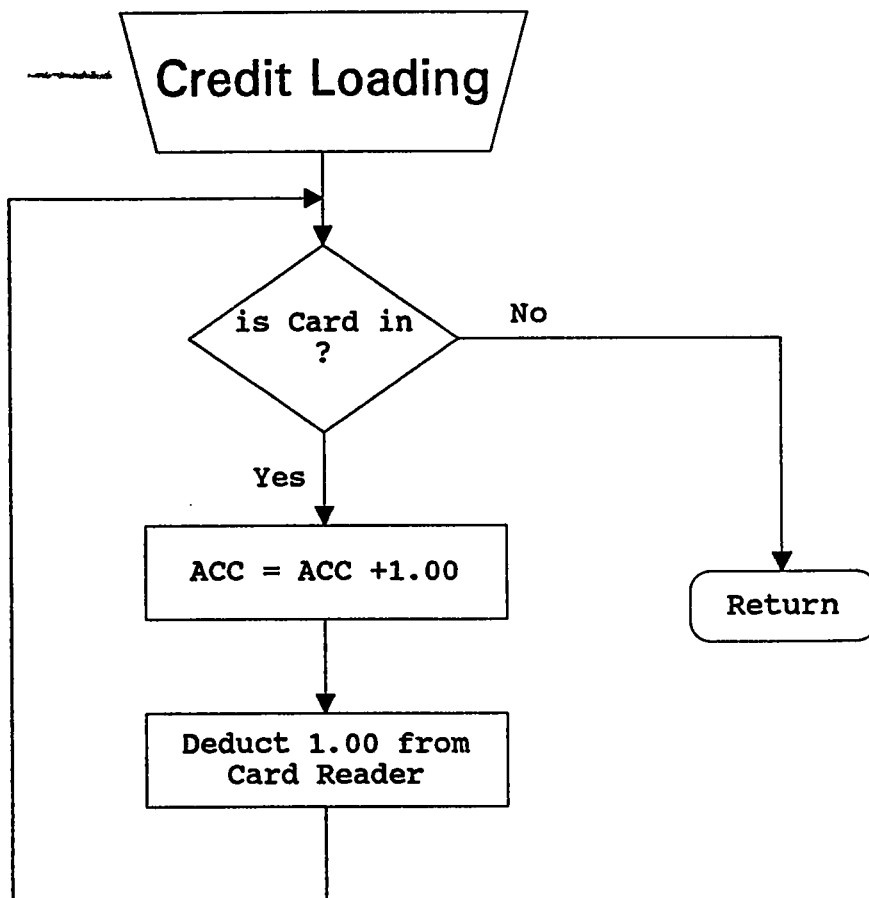 Credit Loading
is Card in
?
No
Yes
ACC = ACC +1.00
Return
Deduct 1.00 from
Card Reader